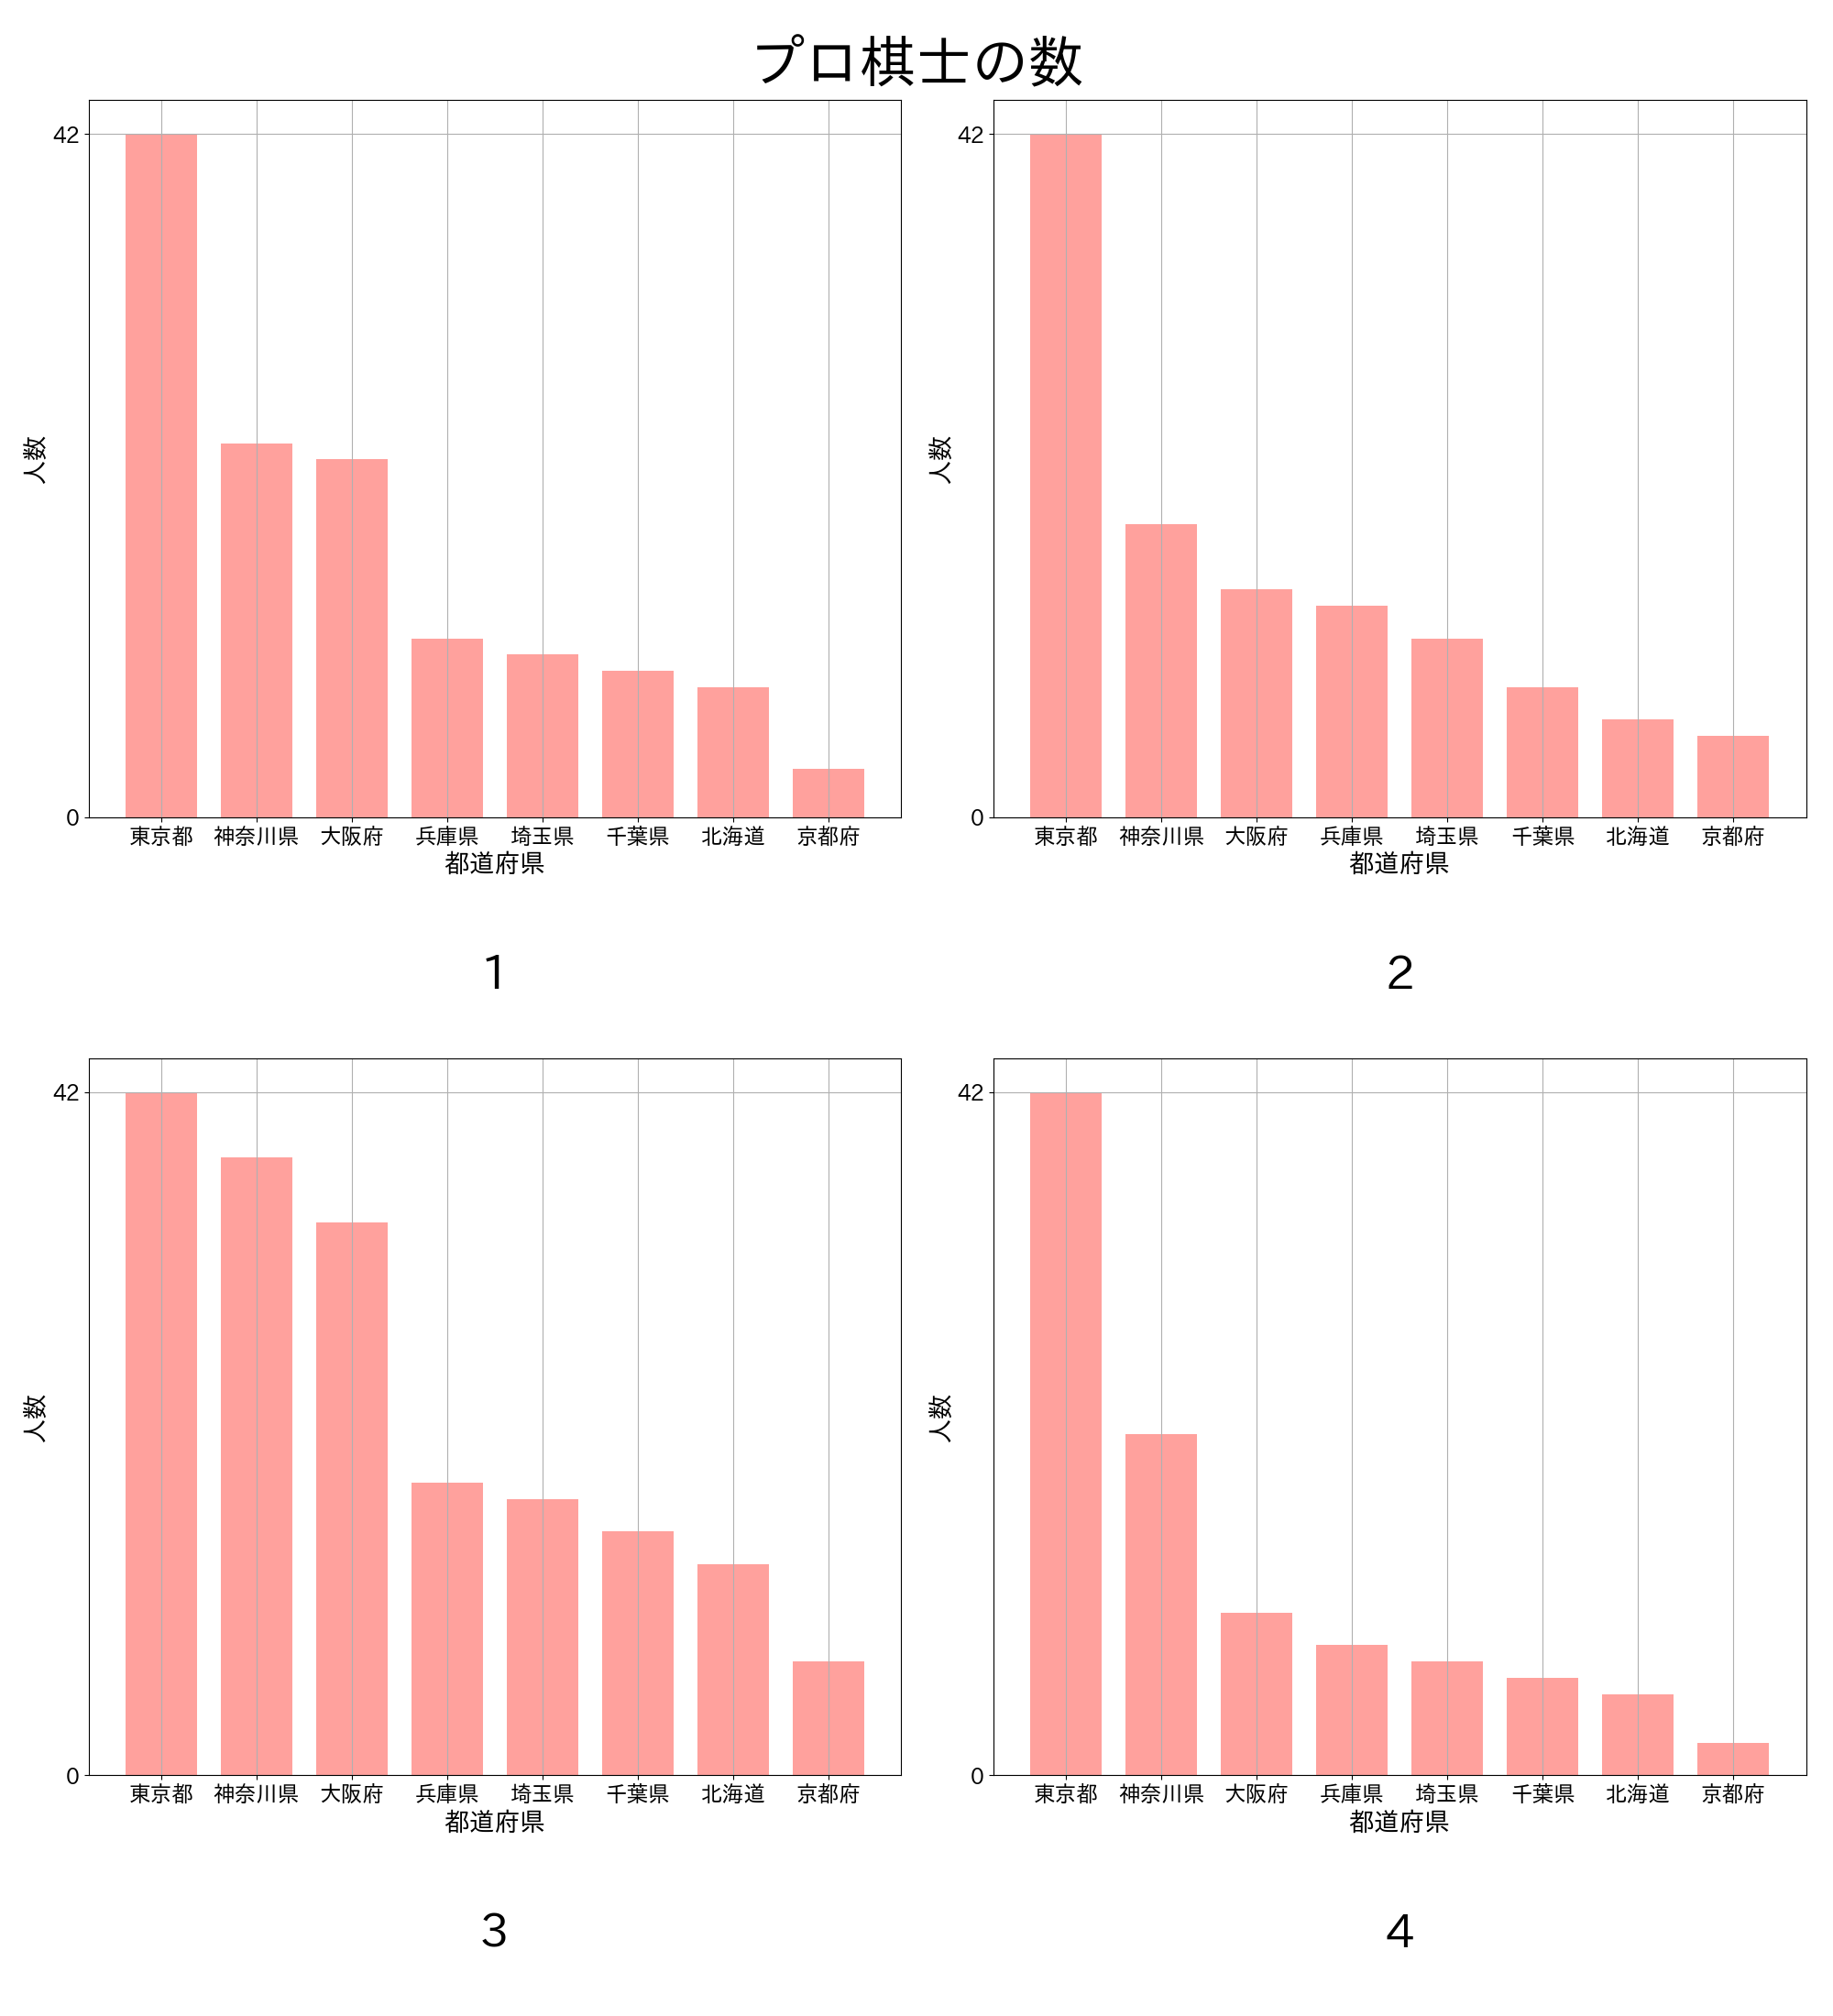 プロ棋士の数
42
0
人数
東京都 神奈川県 大阪府 兵庫県 埼玉県 千葉県 北海道 京都府
都道府県
1
42
0
人数
東京都 神奈川県 大阪府 兵庫県 埼玉県 千葉県 北海道 京都府
都道府県
2
42
0
人数
東京都 神奈川県 大阪府 兵庫県 埼玉県 千葉県 北海道 京都府
都道府県
3
42
0
人数
東京都 神奈川県 大阪府 兵庫県 埼玉県 千葉県 北海道 京都府
都道府県
4